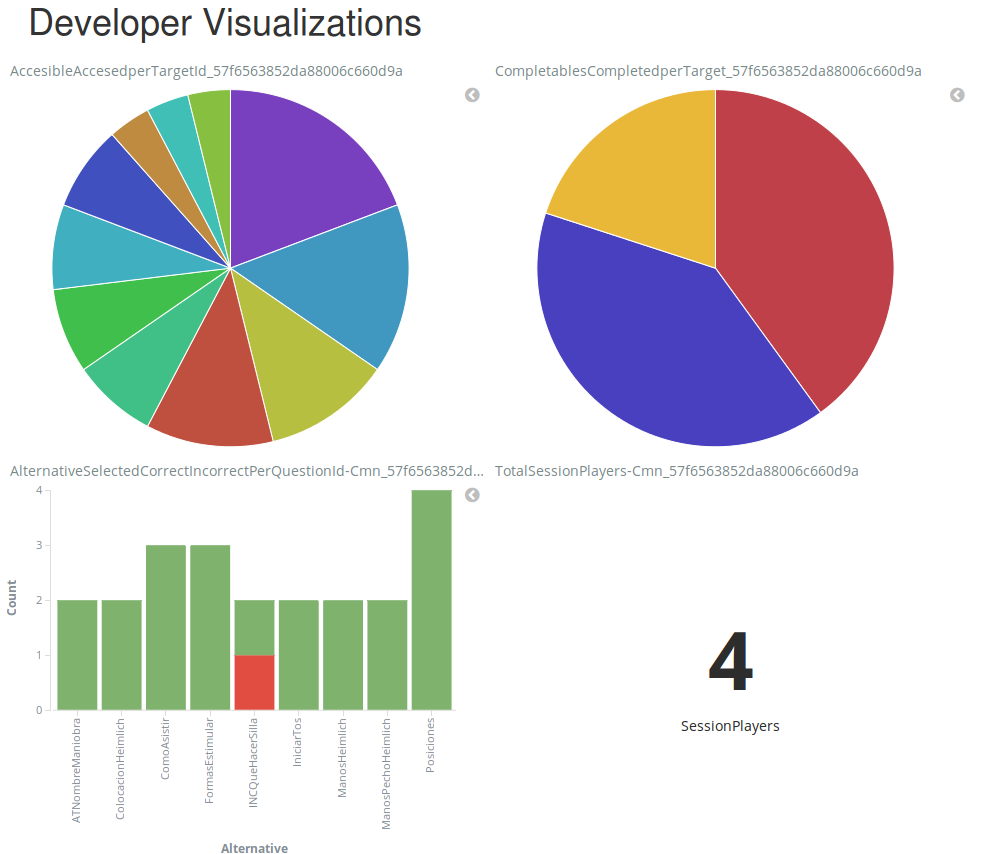 Developer Visualizations
AccesibleAccesedperTargetId_57f6563852da88006c660d9a
CompletablesCompletedperTarget_57f6563852da88006c660d9a
AlternativeSelectedCorrectIncorrectPerQuestionId-Cmn_57f6563852d...
TotalSessionPlayers-Cmn_57f6563852da88006c660d9a
4
3
2
1
0
Count
ATNombreManiobra
ColocacionHeimlich
ComoAsistir
FormasEstimular
INCQueHacerSilla
IniciarTos
ManosHeimlich
ManosPechoHeimlich
Posiciones
Alternative
4
SessionPlayers